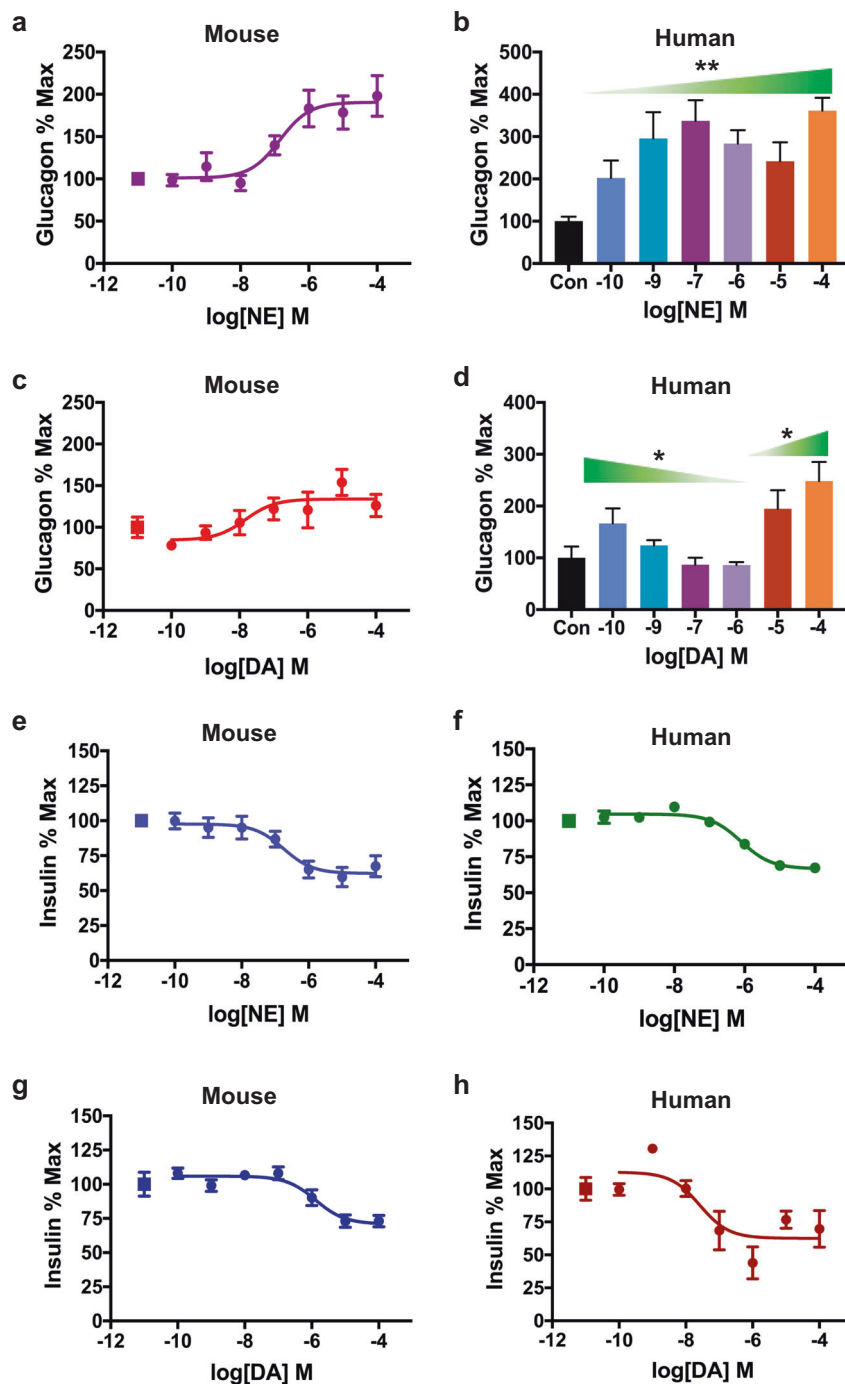 a
Mouse
Glucagon % Max
250
200
150
100
50
0
-12 -10 -8 -6 -4
log[NE] M
b
Human
**
Glucagon % Max
500
400
300
200
100
0
Con -10 -9 -7 -6 -5 -4
log[NE] M
c
Mouse
Glucagon % Max
250
200
150
100
50
0
-12 -10 -8 -6 -4
log[DA] M
d
Human
* *
Glucagon % Max
400
300
200
100
0
Con -10 -9 -7 -6 -5 -4
log[DA] M
e
Mouse
Insulin % Max
150
125
100
75
50
25
0
-12 -10 -8 -6 -4
log[NE] M
f
Human
Insulin % Max
150
125
100
75
50
25
0
-12 -10 -8 -6 -4
log[NE] M
g
Mouse
Insulin % Max
150
125
100
75
50
25
0
-12 -10 -8 -6 -4
log[DA] M
h
Human
Insulin % Max
150
125
100
75
50
25
0
-12 -10 -8 -6 -4
log[DA] M